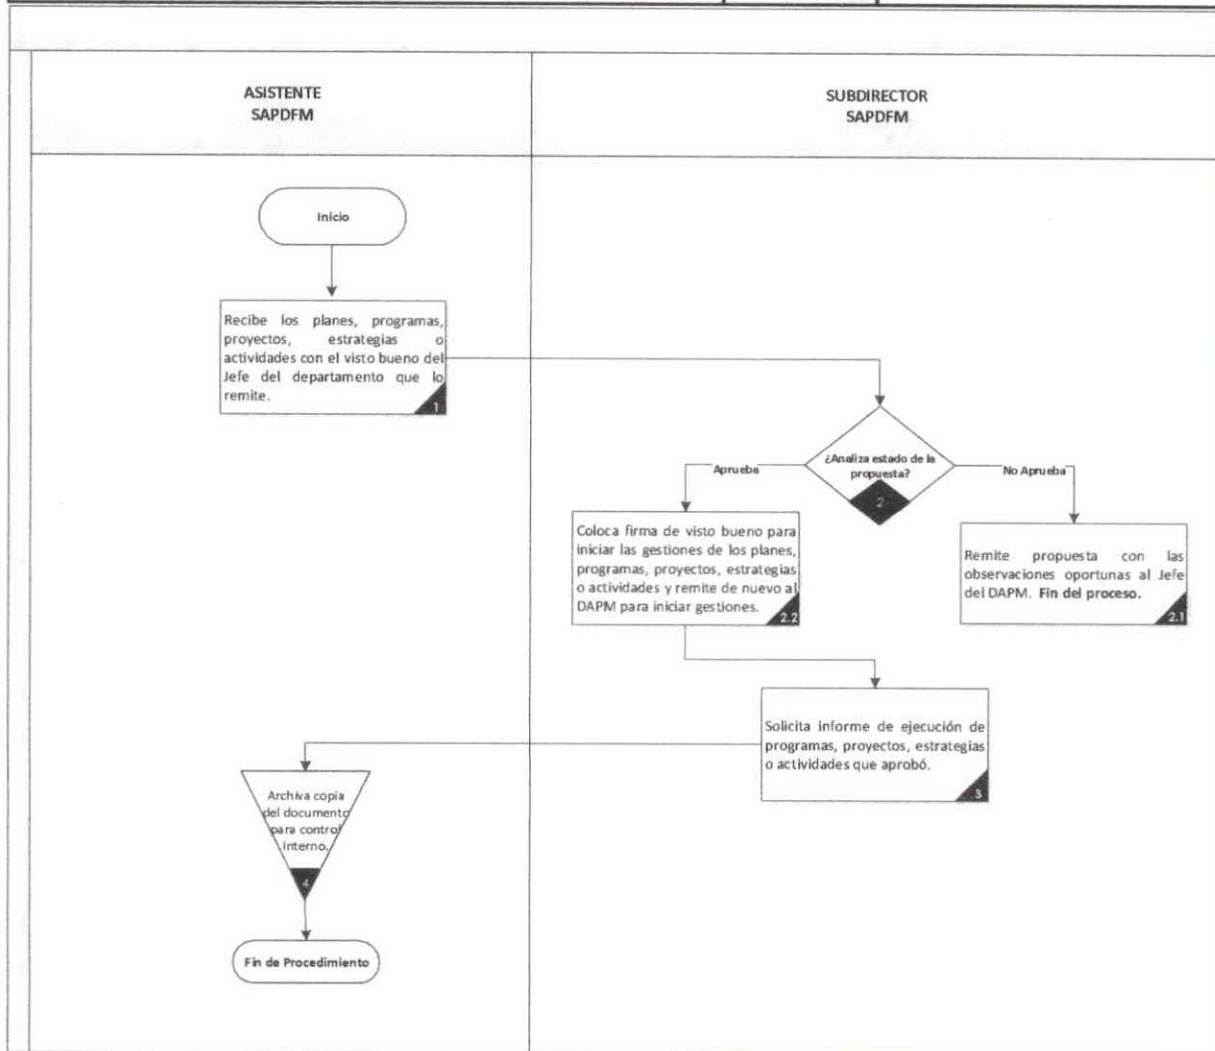 ASISTENTE
SAPDFM
SUBDIRECTOR
SAPDFM
Inicio
Recibe los planes, programas,
proyectos, estrategias o
actividades con el visto bueno del
Jefe del departamento que lo
remite.
1
¿Analiza estado de la
propuesta?
2
Aprueba
No Aprueba
Coloca firma de visto bueno para
iniciar las gestiones de los planes,
programas, proyectos, estrategias
o actividades y remite de nuevo al
DAPM para iniciar gestiones.
2.2
Remite propuesta con las
observaciones oportunas al Jefe
del DAPM. Fin del proceso.
2.1
Solicita informe de ejecución de
programas, proyectos, estrategias
o actividades que aprobó.
3
Archiva copia
del documento
para control
interno.
4
Fin de Procedimiento